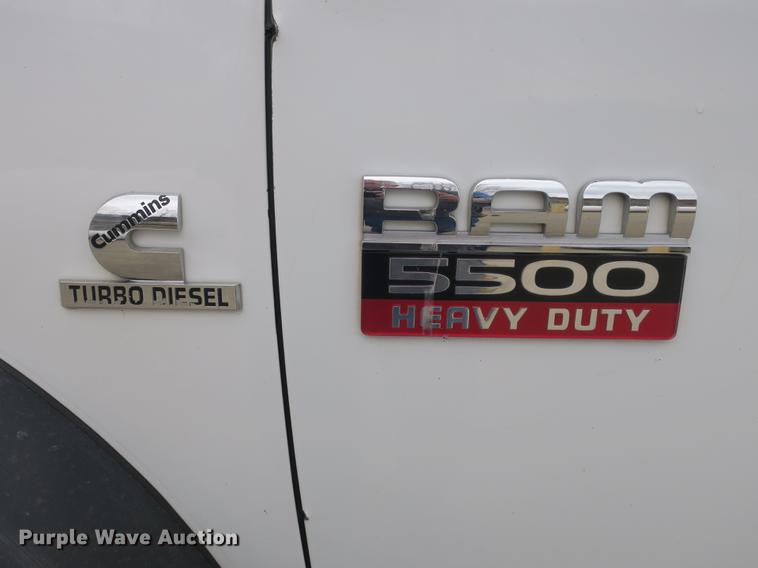 Cummins
TURBO DIESEL
RAM
5500
HEAVY DUTY
Purple Wave Auction®